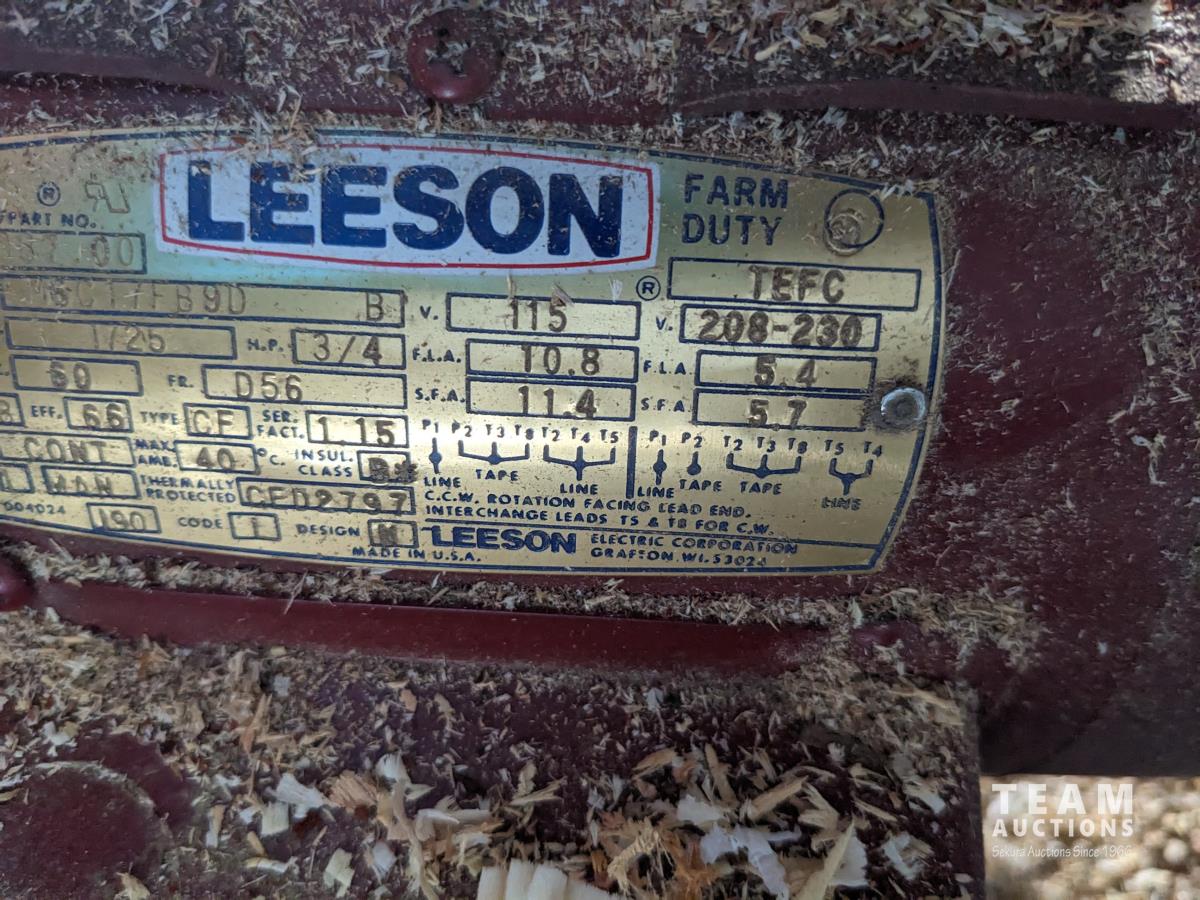 ® LEESON ® FARM DUTY
PART NO.
00
TEFC
B V. 115 V. 208-230
1725 H.P. 3/4 F.L.A. 10.8 F.L.A 5.4
60 FR. D56 S.F.A. 11.4 S.F.A 5.7
EFF. 66 TYPE CF SER. FACT. 1.15
CONT MAX. AMB. 40 °C. INSUL. CLASS B
MAN THERMALLY PROTECTED CED2797
004024 190 CODE DESIGN
P1 P2 T3 T8 T2 T4 T5 P1 P2 T2 T3 T8 T5 T4
LINE TAPE LINE LINE TAPE TAPE LINE
C.C.W. ROTATION FACING LEAD END.
INTERCHANGE LEADS T5 & T8 FOR C.W.
LEESON ELECTRIC CORPORATION
GRAFTON, WI. 53024
MADE IN U.S.A.
TEAM
AUCTIONS
Sekura Auctions Since 1966